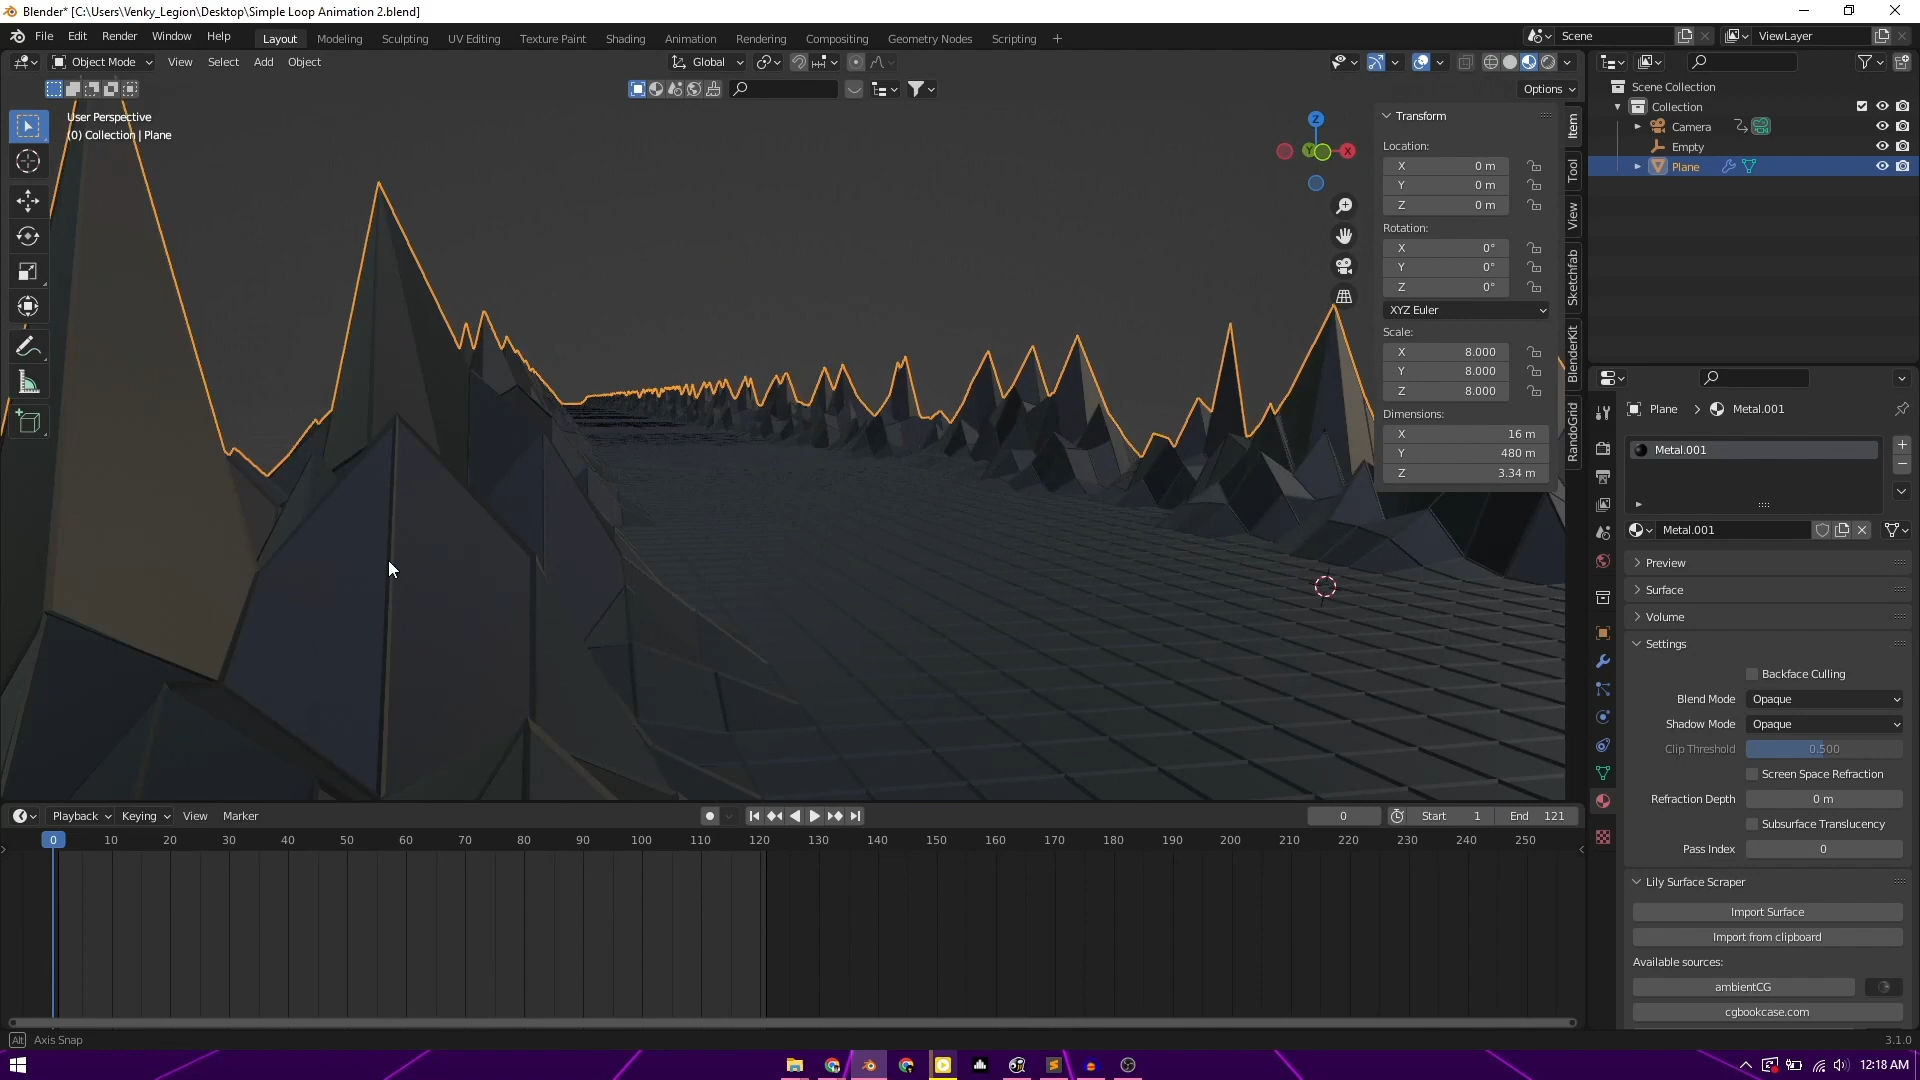 Blender* [C:\Users\Venky_Legion\Desktop\Simple Loop Animation 2.blend]
File Edit Render Window Help Layout Modeling Sculpting UV Editing Texture Paint Shading Animation Rendering Compositing Geometry Nodes Scripting + Scene ViewLayer
Object Mode View Select Add Object Global
Options
User Perspective
(0) Collection | Plane
Z
Y
X
Transform
Location:
X 0 m
Y 0 m
Z 0 m
Rotation:
X 0°
Y 0°
Z 0°
XYZ Euler
Scale:
X 8.000
Y 8.000
Z 8.000
Dimensions:
X 16 m
Y 480 m
Z 3.34 m
Item
Tool
View
Sketchfab
BlenderKit
RandoGrid
Scene Collection
Collection
Camera
Empty
Plane
Plane > Metal.001
Metal.001
Metal.001
Preview
Surface
Volume
Settings
Backface Culling
Blend Mode Opaque
Shadow Mode Opaque
Clip Threshold 0.500
Screen Space Refraction
Refraction Depth 0 m
Subsurface Translucency
Pass Index 0
Lily Surface Scraper
Import Surface
Import from clipboard
Available sources:
ambientCG
cgbookcase.com
Playback Keying View Marker 0 Start 1 End 121
0 10 20 30 40 50 60 70 80 90 100 110 120 130 140 150 160 170 180 190 200 210 220 230 240 250
Alt Axis Snap 3.1.0
12:18 AM